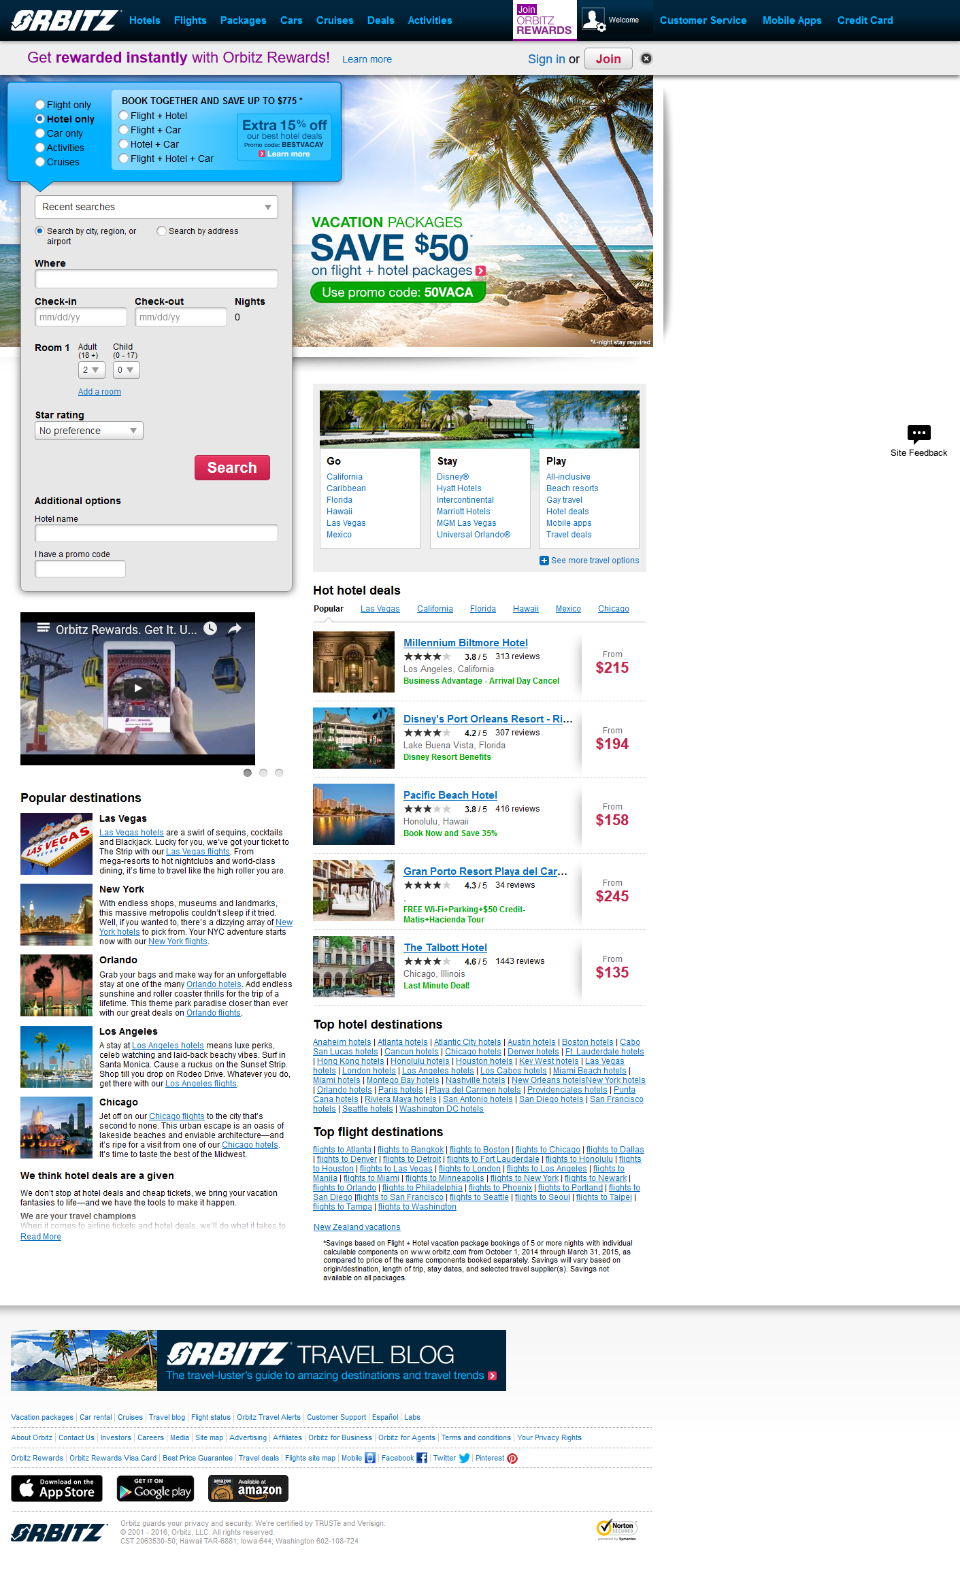 ORBITZ Hotels Flights Packages Cars Cruises Deals Activities
Join ORBITZ REWARDS
Welcome
Customer Service Mobile Apps Credit Card
Get rewarded instantly with Orbitz Rewards! Learn more
Sign in or Join
Flight only
Hotel only
Car only
Activities
Cruises
BOOK TOGETHER AND SAVE UP TO $775 *
Flight + Hotel
Flight + Car
Hotel + Car
Flight + Hotel + Car
Extra 15% off
our best hotel deals
Promo code: BESTVACAY
Learn more
Recent searches
Search by city, region, or airport
Search by address
Where
Check-in Check-out Nights
mm/dd/yy mm/dd/yy 0
Room 1 Adult (18 +) Child (0 - 17)
2 0
Add a room
Star rating
No preference
Search
Additional options
Hotel name
I have a promo code
VACATION PACKAGES
SAVE $50*
on flight + hotel packages
Use promo code: 50VACA
*4-night stay required
Site Feedback
Go
California
Caribbean
Florida
Hawaii
Las Vegas
Mexico
Stay
Disney®
Hyatt Hotels
Intercontinental
Marriott Hotels
MGM Las Vegas
Universal Orlando®
Play
All-inclusive
Beach resorts
Gay travel
Hotel deals
Mobile apps
Travel deals
See more travel options
Hot hotel deals
Popular Las Vegas California Florida Hawaii Mexico Chicago
Millennium Biltmore Hotel
3.8 / 5 313 reviews
Los Angeles, California
Business Advantage - Arrival Day Cancel
From
$215
Disney's Port Orleans Resort - Ri...
4.2 / 5 307 reviews
Lake Buena Vista, Florida
Disney Resort Benefits
From
$194
Pacific Beach Hotel
3.8 / 5 416 reviews
Honolulu, Hawaii
Book Now and Save 35%
From
$158
Gran Porto Resort Playa del Car...
4.3 / 5 34 reviews
,
FREE Wi-Fi+Parking+$50 Credit-
Matis+Hacienda Tour
From
$245
The Talbott Hotel
4.6 / 5 1443 reviews
Chicago, Illinois
Last Minute Deal!
From
$135
Orbitz Rewards. Get It. U...
Popular destinations
Las Vegas
Las Vegas hotels are a swirl of sequins, cocktails
and Blackjack. Lucky for you, we've got your ticket to
The Strip with our Las Vegas flights. From
mega-resorts to hot nightclubs and world-class
dining, it's time to travel like the high roller you are.
New York
With endless shops, museums and landmarks,
this massive metropolis couldn't sleep if it tried.
Well, if you wanted to, there's a dizzying array of New
York hotels to pick from. Your NYC adventure starts
now with our New York flights.
Orlando
Grab your bags and make way for an unforgettable
stay at one of the many Orlando hotels. Add endless
sunshine and roller coaster thrills for the trip of a
lifetime. This theme park paradise closer than ever
with our great deals on Orlando flights.
Los Angeles
A stay at Los Angeles hotels means luxe perks,
celeb watching and laid-back beachy vibes. Surf in
Santa Monica. Cause a ruckus on the Sunset Strip.
Shop till you drop on Rodeo Drive. Whatever you do,
get there with our Los Angeles flights.
Chicago
Jet off on our Chicago flights to the city that's
second to none. This urban escape is an oasis of
lakeside beaches and enviable architecture—and
it's ripe for a visit from one of our Chicago hotels.
It's time to taste the best of the Midwest.
We think hotel deals are a given
We don't stop at hotel deals and cheap tickets, we bring your vacation
fantasies to life—and we have the tools to make it happen.
We are your travel champions
When it comes to airline tickets and hotel deals, we'll do what it takes to
Read More
Top hotel destinations
Anaheim hotels | Atlanta hotels | Atlantic City hotels | Austin hotels | Boston hotels | Cabo
San Lucas hotels | Cancun hotels | Chicago hotels | Denver hotels | Ft. Lauderdale hotels
| Hong Kong hotels | Honolulu hotels | Houston hotels | Key West hotels | Las Vegas
hotels | London hotels | Los Angeles hotels | Los Cabos hotels | Miami Beach hotels |
Miami hotels | Montego Bay hotels | Nashville hotels | New Orleans hotelsNew York hotels
| Orlando hotels | Paris hotels | Playa del Carmen hotels | Providenciales hotels | Punta
Cana hotels | Riviera Maya hotels | San Antonio hotels | San Diego hotels | San Francisco
hotels | Seattle hotels | Washington DC hotels
Top flight destinations
flights to Atlanta | flights to Bangkok | flights to Boston | flights to Chicago | flights to Dallas
| flights to Denver | flights to Detroit | flights to Fort Lauderdale | flights to Honolulu | flights
to Houston | flights to Las Vegas | flights to London | flights to Los Angeles | flights to
Manila | flights to Miami | flights to Minneapolis | flights to New York | flights to Newark |
flights to Orlando | flights to Philadelphia | flights to Phoenix | flights to Portland | flights to
San Diego |flights to San Francisco | flights to Seattle | flights to Seoul | flights to Taipei |
flights to Tampa | flights to Washington
New Zealand vacations
*Savings based on Flight + Hotel vacation package bookings of 5 or more nights with individual
calculable components on www.orbitz.com from October 1, 2014 through March 31, 2015, as
compared to price of the same components booked separately. Savings will vary based on
origin/destination, length of trip, stay dates, and selected travel supplier(s). Savings not
available on all packages.
ORBITZ TRAVEL BLOG
The travel-luster's guide to amazing destinations and travel trends
Vacation packages | Car rental | Cruises | Travel blog | Flight status | Orbitz Travel Alerts | Customer Support | Español | Labs
About Orbitz | Contact Us | Investors | Careers | Media | Site map | Advertising | Affiliates | Orbitz for Business | Orbitz for Agents | Terms and conditions | Your Privacy Rights
Orbitz Rewards | Orbitz Rewards Visa Card | Best Price Guarantee | Travel deals | Flights site map | Mobile | Facebook | Twitter | Pinterest
Download on the App Store
GET IT ON Google play
Available at amazon
ORBITZ
Orbitz guards your privacy and security. We're certified by TRUSTe and Verisign.
© 2001 - 2016, Orbitz, LLC. All rights reserved.
CST 2063530-50; Hawaii TAR-6881; Iowa 644; Washington 602-108-724
Norton
SECURED
powered by Symantec